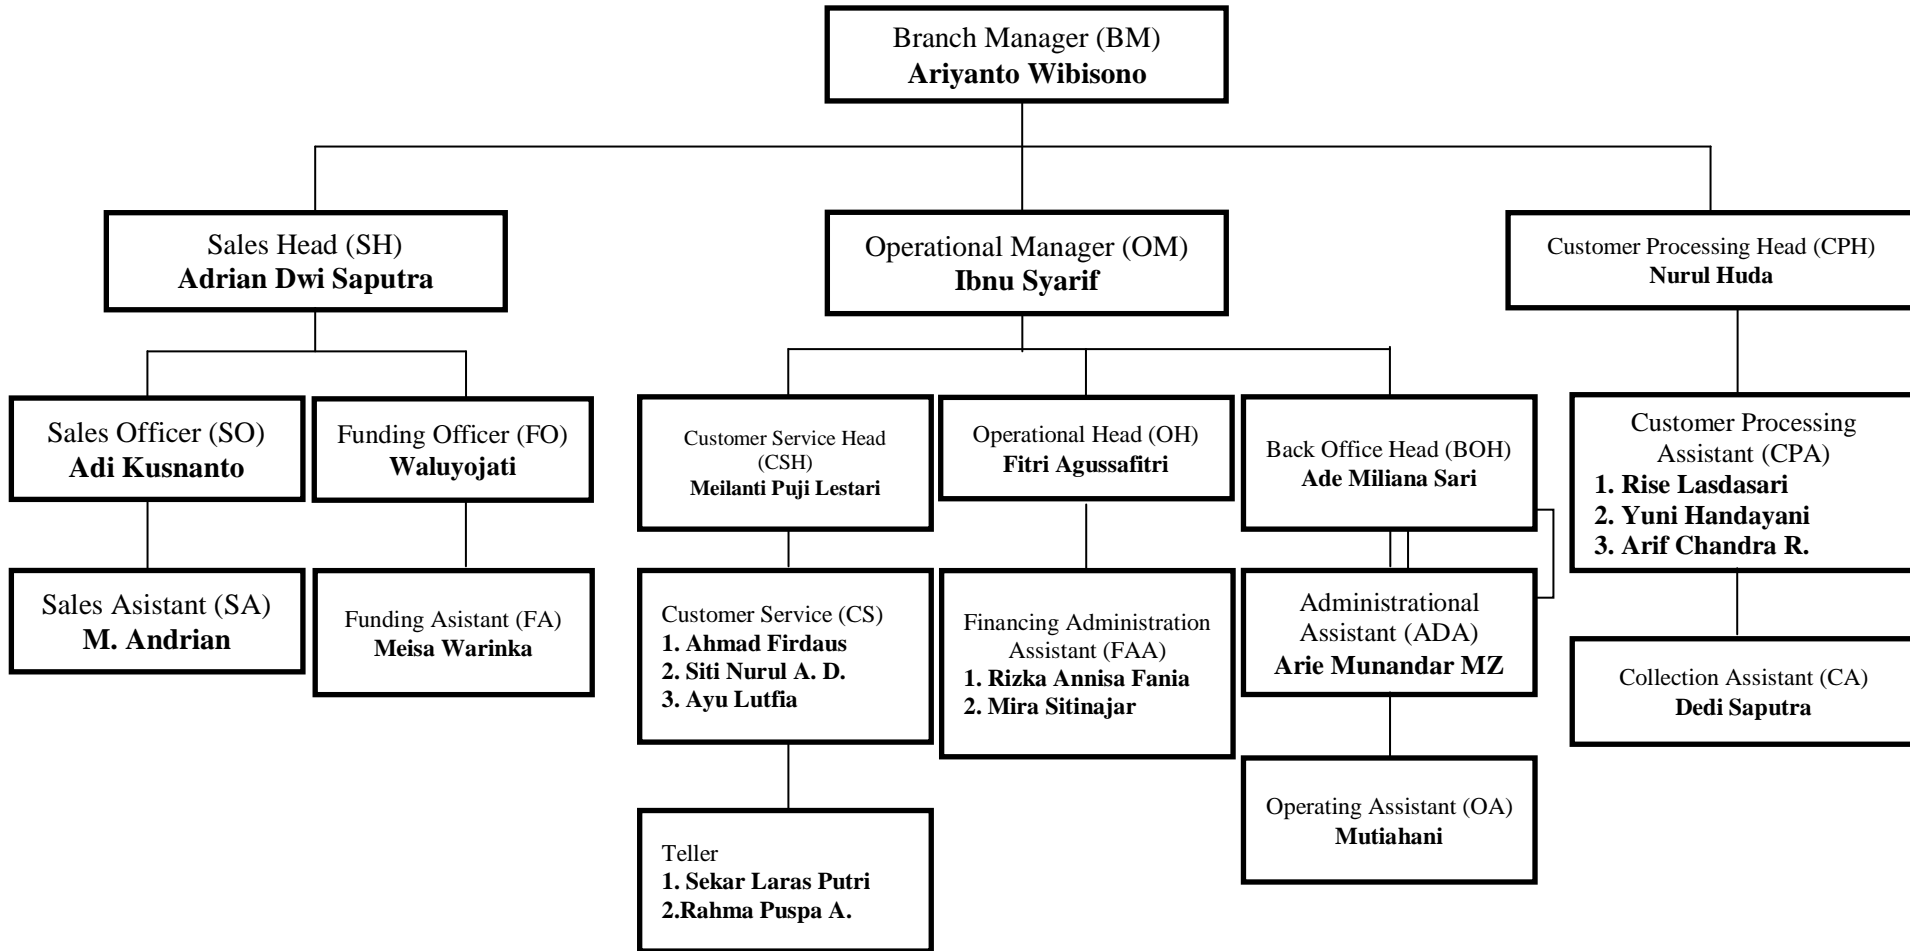 Branch Manager (BM)
Ariyanto Wibisono
Sales Head (SH)
Adrian Dwi Saputra
Operational Manager (OM)
Ibnu Syarif
Customer Processing Head (CPH)
Nurul Huda
Sales Officer (SO)
Adi Kusnanto
Funding Officer (FO)
Waluyojati
Customer Service Head
(CSH)
Meilanti Puji Lestari
Operational Head (OH)
Fitri Agussafitri
Back Office Head (BOH)
Ade Miliana Sari
Customer Processing
Assistant (CPA)
1. Rise Lasdasari
2. Yuni Handayani
3. Arif Chandra R.
Sales Asistant (SA)
M. Andrian
Funding Asistant (FA)
Meisa Warinka
Customer Service (CS)
1. Ahmad Firdaus
2. Siti Nurul A. D.
3. Ayu Lutfia
Financing Administration
Assistant (FAA)
1. Rizka Annisa Fania
2. Mira Sitinajar
Administrational
Assistant (ADA)
Arie Munandar MZ
Collection Assistant (CA)
Dedi Saputra
Teller
1. Sekar Laras Putri
2.Rahma Puspa A.
Operating Assistant (OA)
Mutiahani